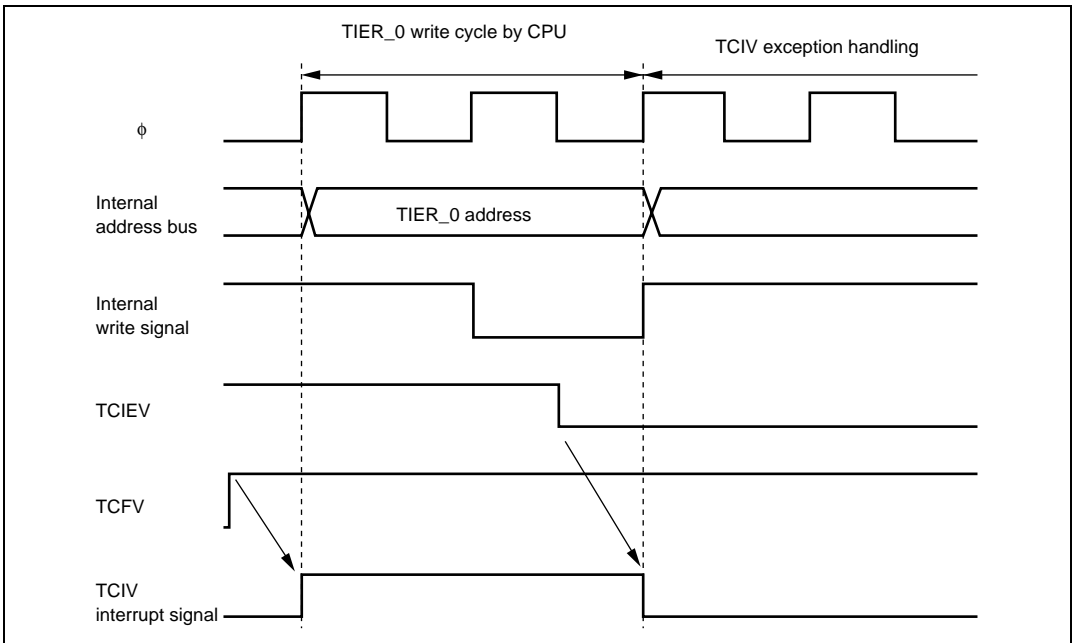 TIER_0 write cycle by CPU
TCIV exception handling
ϕ
Internal
address bus
TIER_0 address
Internal
write signal
TCIEV
TCFV
TCIV
interrupt signal